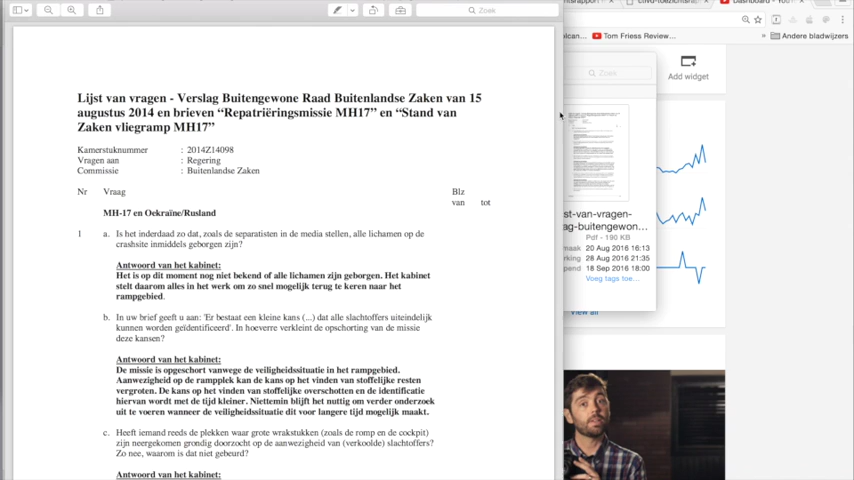 Zoek
Lijst van vragen - Verslag Buitengewone Raad Buitenlandse Zaken van 15
augustus 2014 en brieven “Repatriëringsmissie MH17” en “Stand van
Zaken vliegramp MH17”
Kamerstuknummer : 2014Z14098
Vragen aan : Regering
Commissie : Buitenlandse Zaken
Nr Vraag Blz
van tot
MH-17 en Oekraïne/Rusland
1 a. Is het inderdaad zo dat, zoals de separatisten in de media stellen, alle lichamen op de
crashsite inmiddels geborgen zijn?
Antwoord van het kabinet:
Het is op dit moment nog niet bekend of alle lichamen zijn geborgen. Het kabinet
stelt daarom alles in het werk om zo snel mogelijk terug te keren naar het
rampgebied.
b. In uw brief geeft u aan: 'Er bestaat een kleine kans (...) dat alle slachtoffers uiteindelijk
kunnen worden geïdentificeerd'. In hoeverre verkleint de opschorting van de missie
deze kansen?
Antwoord van het kabinet:
De missie is opgeschort vanwege de veiligheidssituatie in het rampgebied.
Aanwezigheid op de rampplek kan de kans op het vinden van stoffelijke resten
vergroten. De kans op het vinden van stoffelijke overschotten en de identificatie
hiervan wordt met de tijd kleiner. Niettemin blijft het nuttig om verder onderzoek
uit te voeren wanneer de veiligheidssituatie dit voor langere tijd mogelijk maakt.
c. Heeft iemand reeds de plekken waar grote wrakstukken (zoals de romp en de cockpit)
zijn neergekomen grondig doorzocht op de aanwezigheid van (verkoolde) slachtoffers?
Zo nee, waarom is dat niet gebeurd?
Antwoord van het kabinet:
Tom Friess Review...
» Andere bladwijzers
Zoek
Add widget
st-van-vragen-
ag-buitengewon...
Pdf - 190 KB
maak 20 Aug 2016 16:13
rking 28 Aug 2016 21:35
pend 18 Sep 2016 18:00
Voeg tags toe...
View all